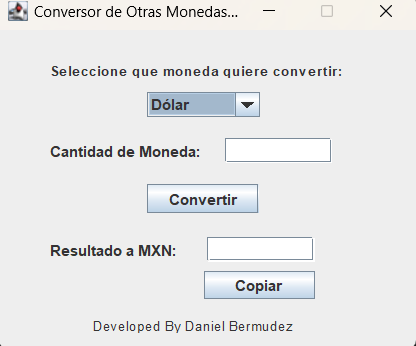 Conversor de Otras Monedas...
Seleccione que moneda quiere convertir:
Dólar
Cantidad de Moneda:
Convertir
Resultado a MXN:
Copiar
Developed By Daniel Bermudez